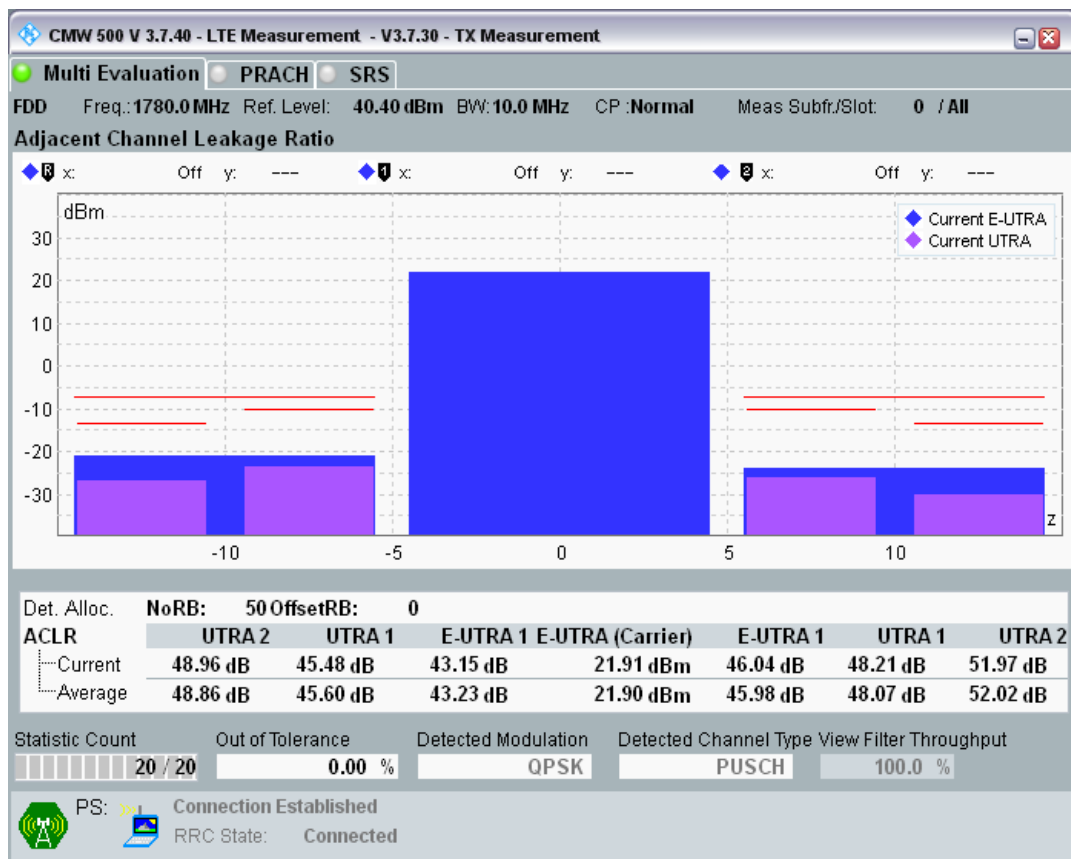 CMW 500 V 3.7.40 - LTE Measurement - V3.7.30 - TX Measurement
Multi Evaluation PRACH SRS
FDD Freq.:1780.0 MHz Ref. Level: 40.40 dBm BW:10.0 MHz CP :Normal Meas Subfr./Slot: 0 / All
Adjacent Channel Leakage Ratio
R x: Off y: --- 1 x: Off y: --- 2 x: Off y: ---
dBm
Current E-UTRA
Current UTRA
30
20
10
0
-10
-20
-30
z
-10 -5 0 5 10
Det. Alloc. NoRB: 50 OffsetRB: 0
ACLR UTRA 2 UTRA 1 E-UTRA 1 E-UTRA (Carrier) E-UTRA 1 UTRA 1 UTRA 2
Current 48.96 dB 45.48 dB 43.15 dB 21.91 dBm 46.04 dB 48.21 dB 51.97 dB
Average 48.86 dB 45.60 dB 43.23 dB 21.90 dBm 45.98 dB 48.07 dB 52.02 dB
Statistic Count Out of Tolerance Detected Modulation Detected Channel Type View Filter Throughput
20 / 20 0.00 % QPSK PUSCH 100.0 %
PS: Connection Established
RRC State: Connected